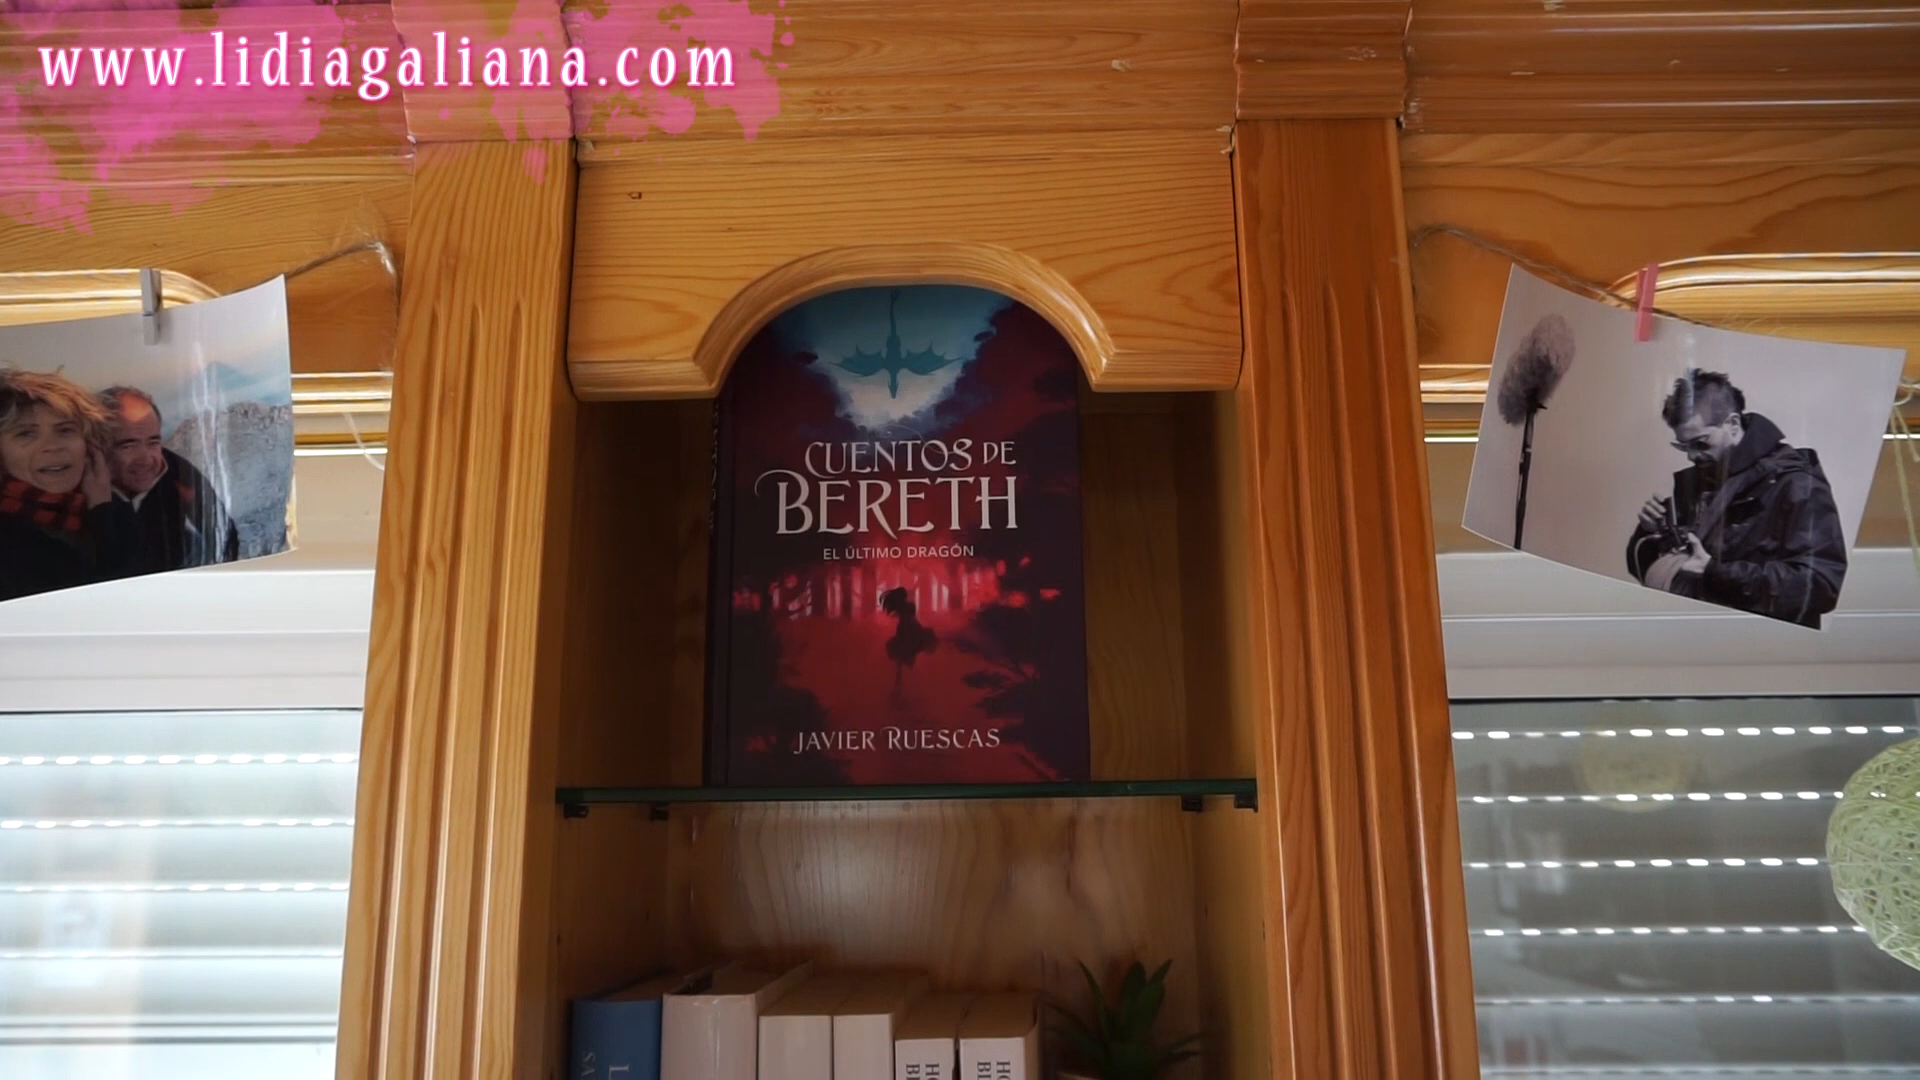 www.lidiagaliana.com
CUENTOS DE
BERETH
EL ÚLTIMO DRAGÓN
JAVIER RUESCAS